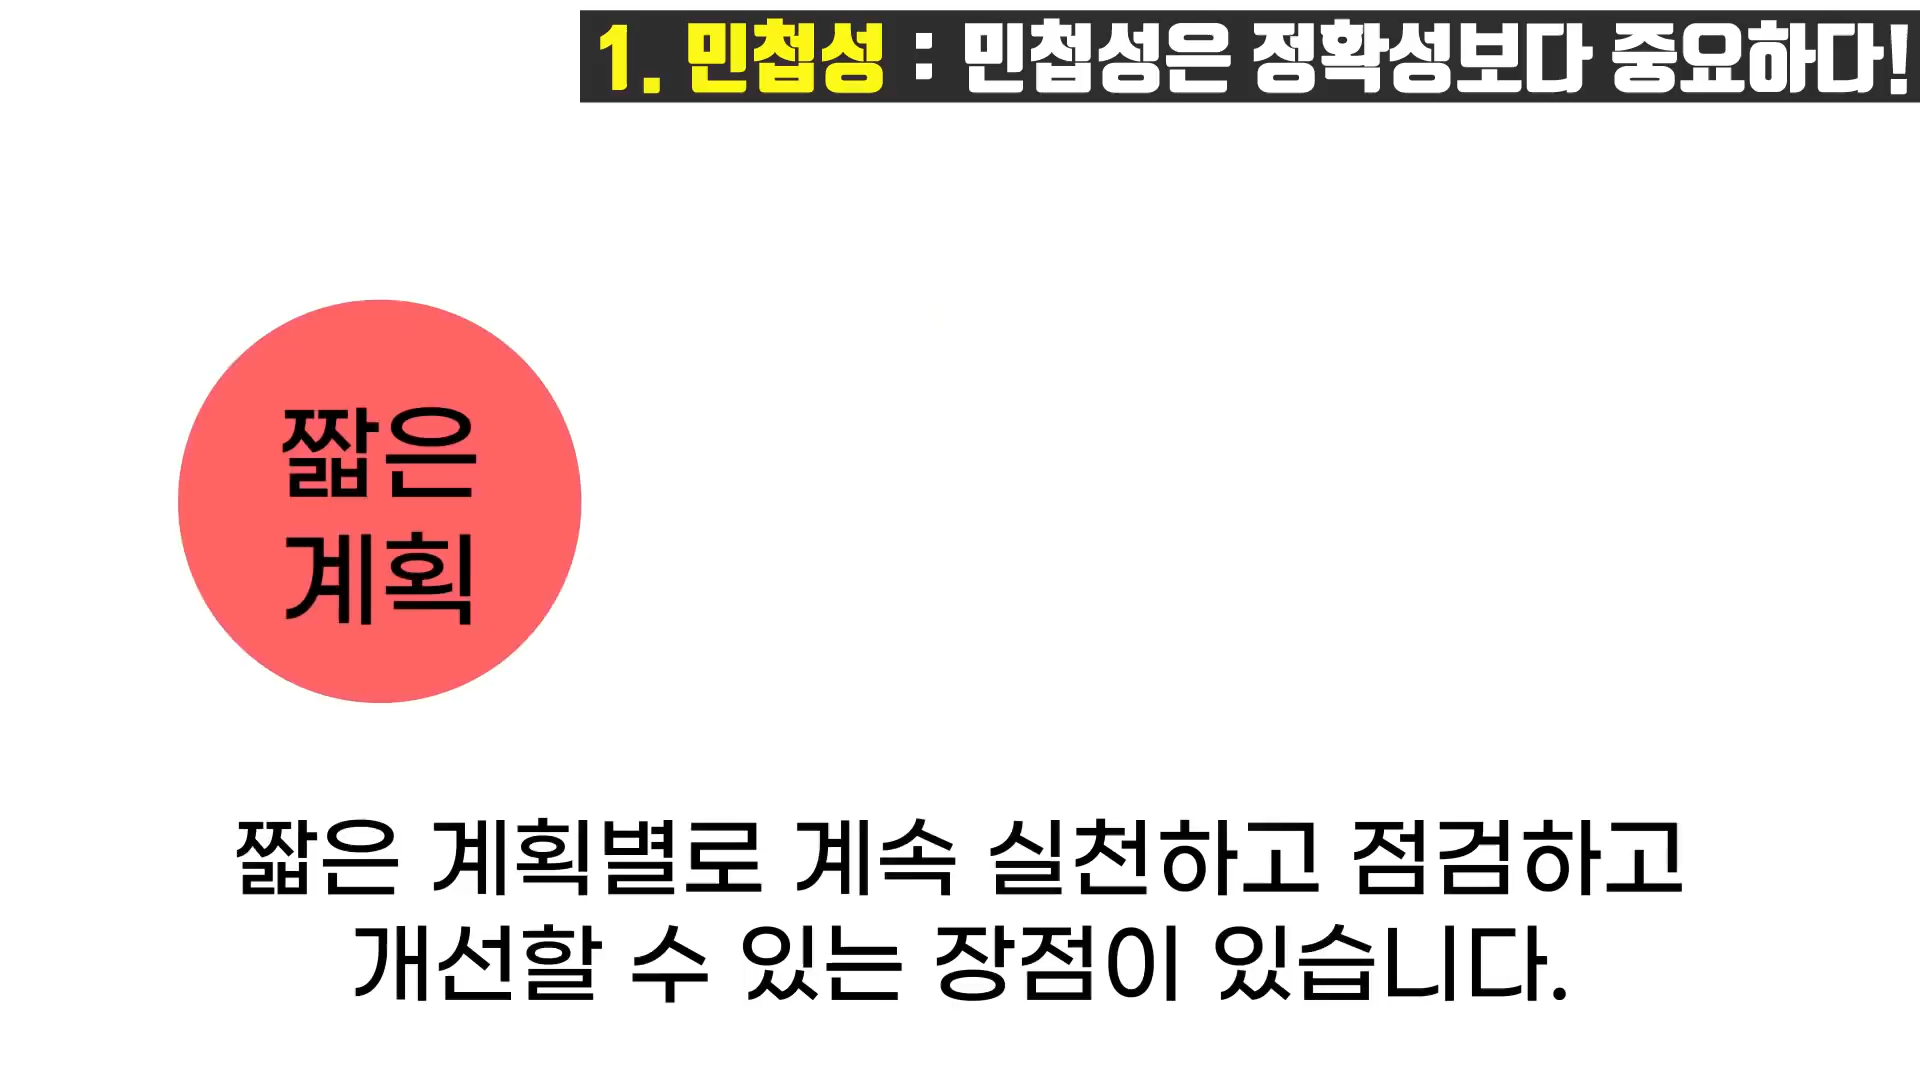 1. 민첩성 : 민첩성은 정확성보다 중요하다!
짧은
계획
짧은 계획별로 계속 실천하고 점검하고
개선할 수 있는 장점이 있습니다.